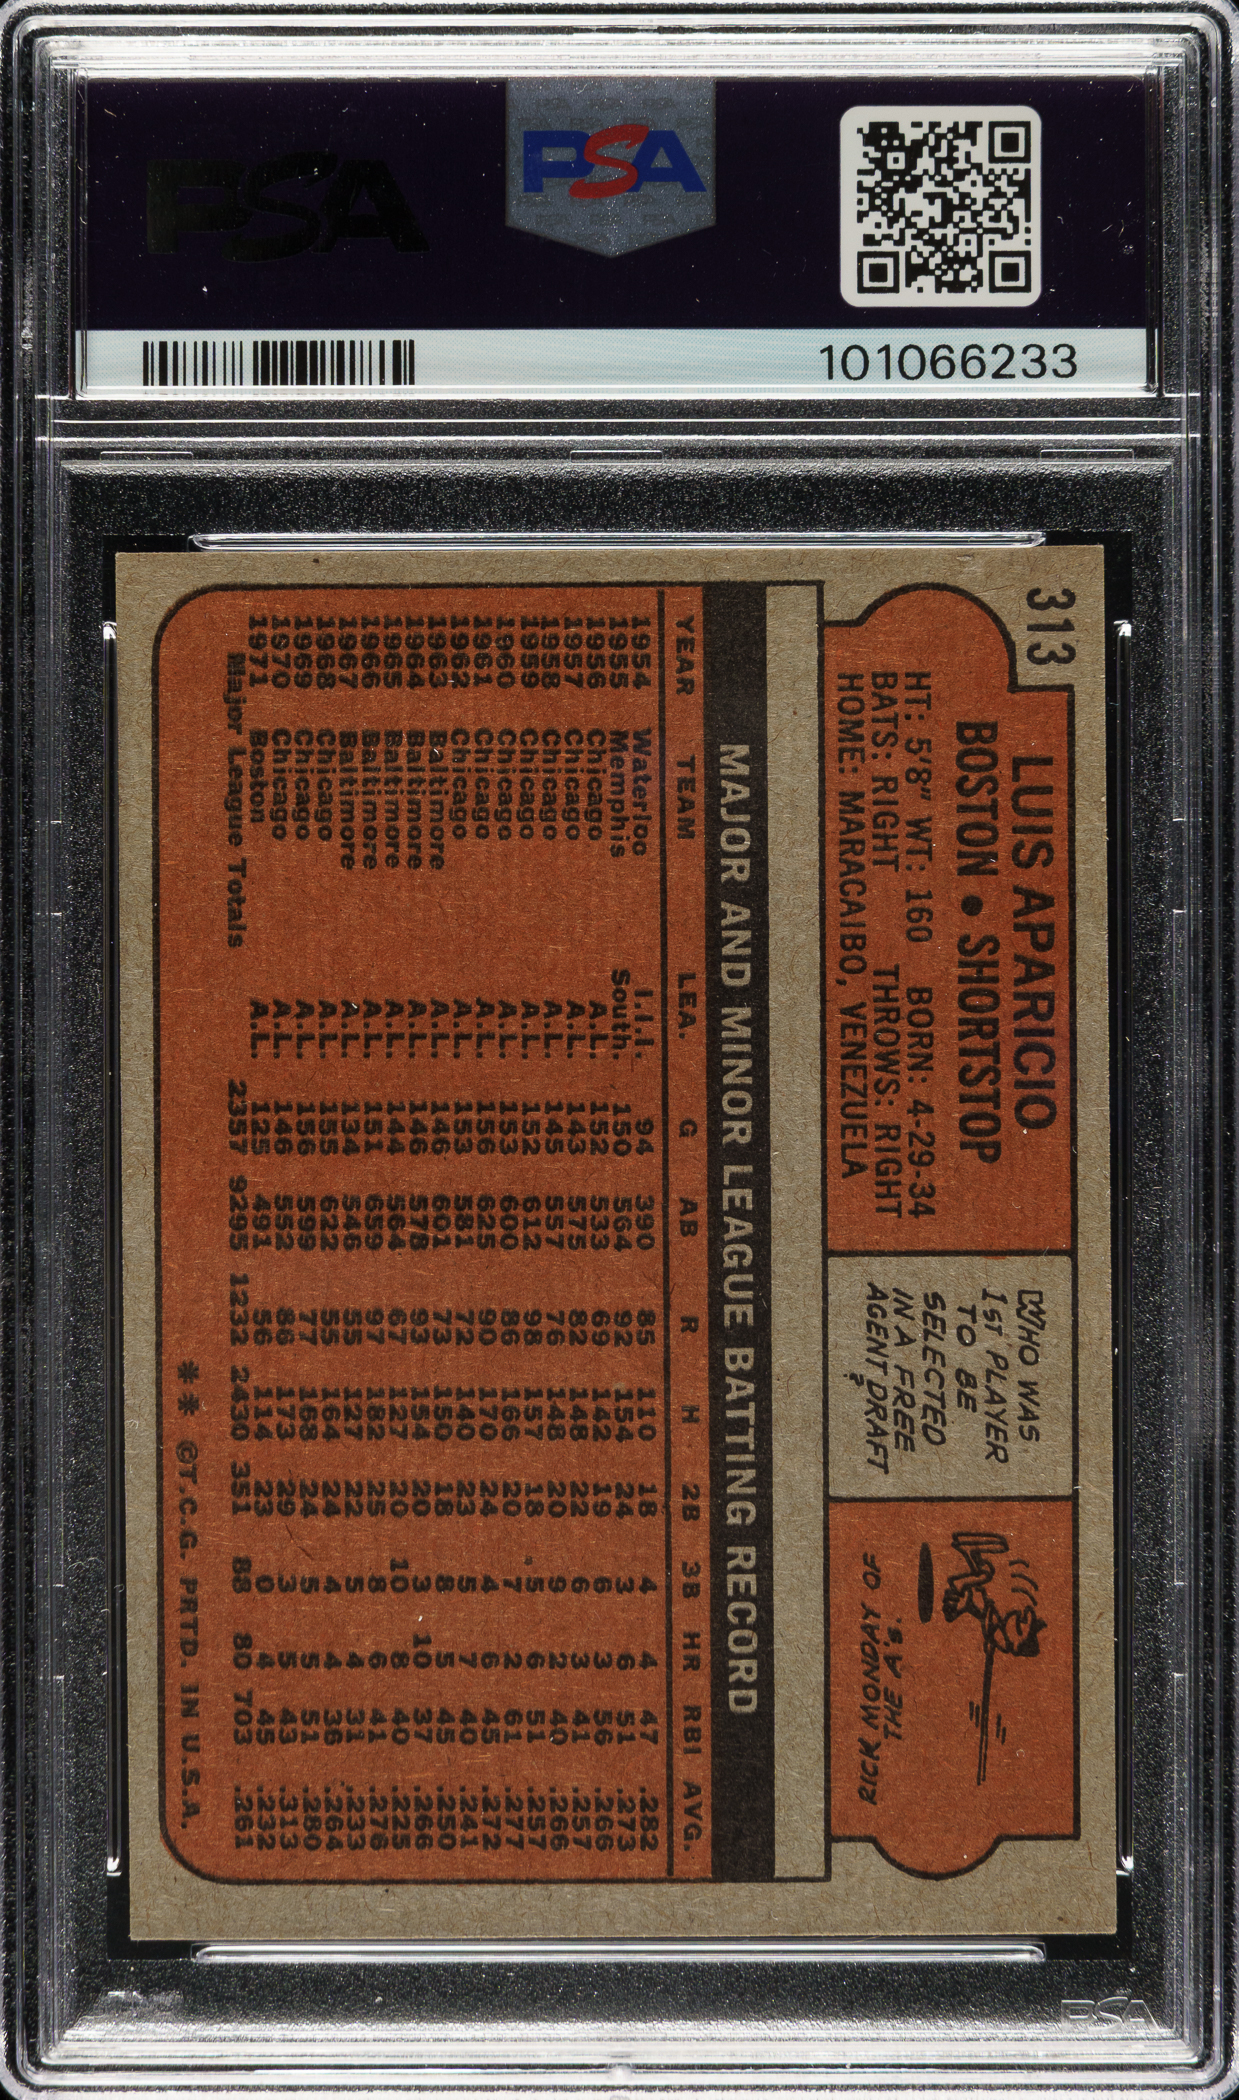 PSA
PSA
101066233
313
LUIS APARICIO
BOSTON • SHORTSTOP
HT: 5'8" WT: 160 BORN: 4-29-34
BATS: RIGHT THROWS: RIGHT
HOME: MARACAIBO, VENEZUELA
WHO WAS
1ST PLAYER
TO BE
SELECTED
IN A FREE
AGENT DRAFT
?
THE A's.
RICK MONDAY OF
MAJOR AND MINOR LEAGUE BATTING RECORD
YEAR TEAM LEA. G AB R H 2B 3B HR RBI AVG.
1954 Waterloo I.I.I. 94 390 85 110 18 4 4 47 .282
1955 Memphis South. 150 564 92 154 24 3 6 51 .273
1956 Chicago A.L. 152 533 69 142 19 6 3 56 .266
1957 Chicago A.L. 143 575 82 148 22 6 3 41 .257
1958 Chicago A.L. 145 557 76 148 20 9 2 40 .266
1959 Chicago A.L. 152 612 98 157 18 5 6 51 .257
1960 Chicago A.L. 153 600 86 166 20 7 2 61 .277
1961 Chicago A.L. 156 625 90 170 24 4 6 45 .272
1962 Chicago A.L. 153 581 72 140 23 5 7 40 .241
1963 Baltimore A.L. 146 601 73 150 18 8 5 45 .250
1964 Baltimore A.L. 146 578 93 154 20 3 10 37 .266
1965 Baltimore A.L. 144 564 67 127 20 10 8 40 .225
1966 Baltimore A.L. 151 659 97 182 25 8 6 41 .276
1967 Baltimore A.L. 134 546 55 127 22 5 4 31 .233
1968 Chicago A.L. 155 622 55 164 24 4 4 36 .264
1969 Chicago A.L. 156 599 77 168 24 5 5 51 .280
1970 Chicago A.L. 146 552 86 173 29 3 5 43 .313
1971 Boston A.L. 125 491 56 114 23 0 4 45 .232
Major League Totals 2357 9295 1232 2430 351 88 80 703 .261
** ©T.C.G. PRTD. IN U.S.A.
PSA